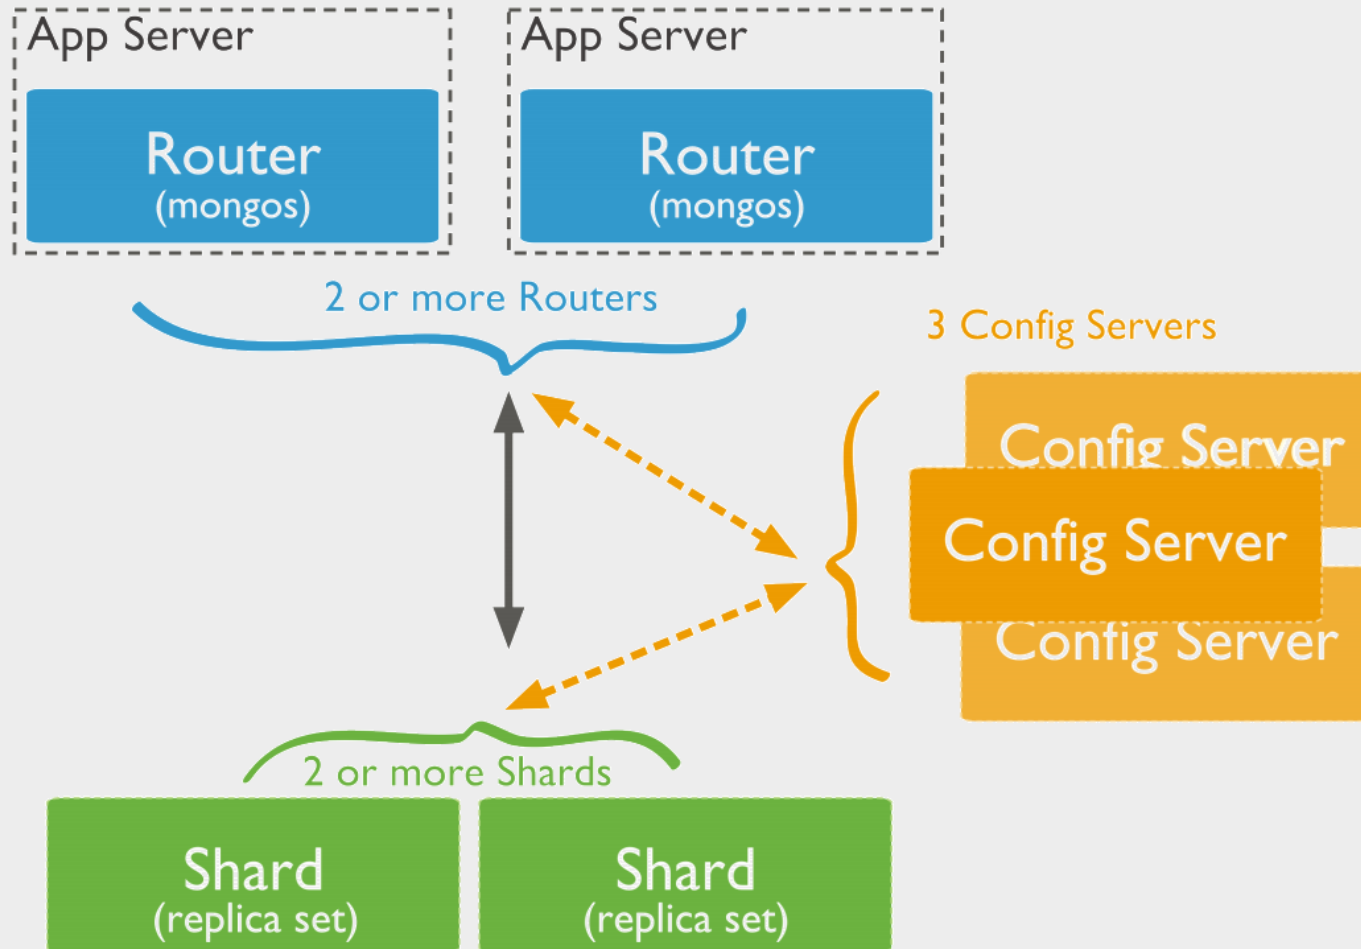 App Server
Router
(mongos)
App Server
Router
(mongos)
2 or more Routers
3 Config Servers
Config Server
Config Server
Config Server
2 or more Shards
Shard
(replica set)
Shard
(replica set)